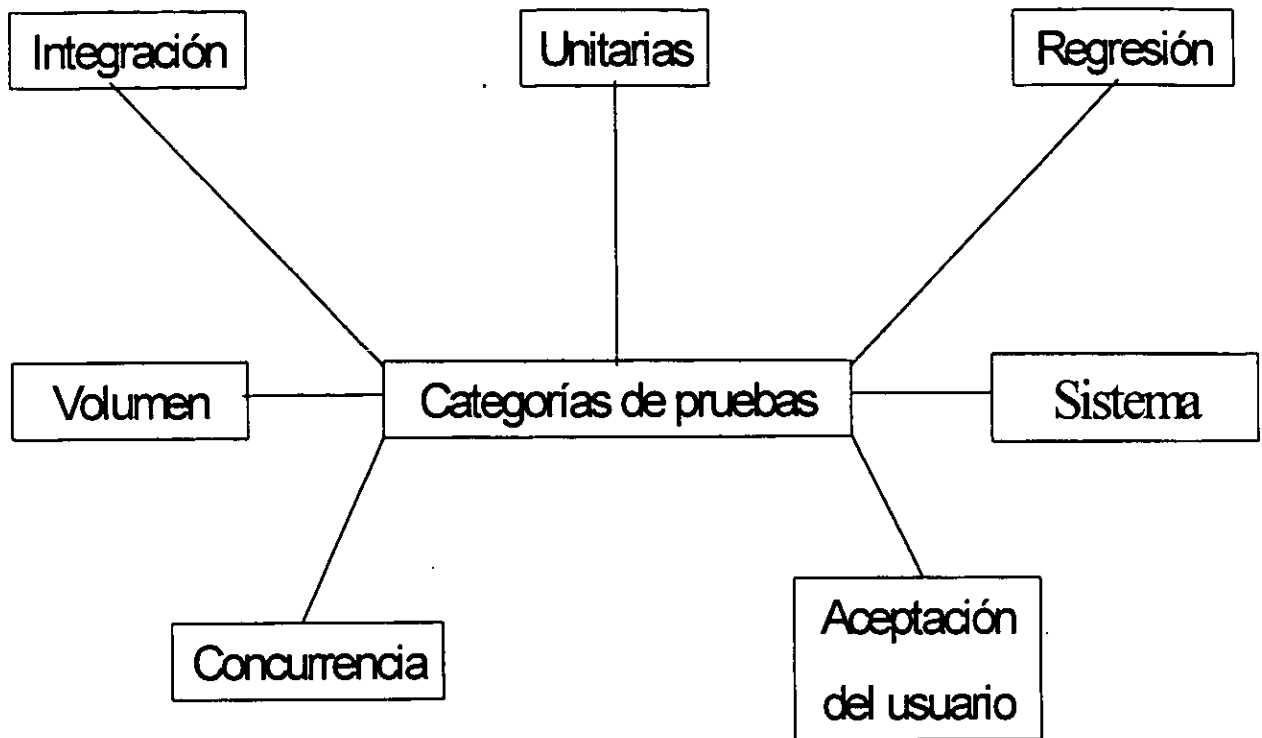 Integración
Unitarias
Regresión
Volumen
Categorías de pruebas
Sistema
Concurrencia
Aceptación
del usuario